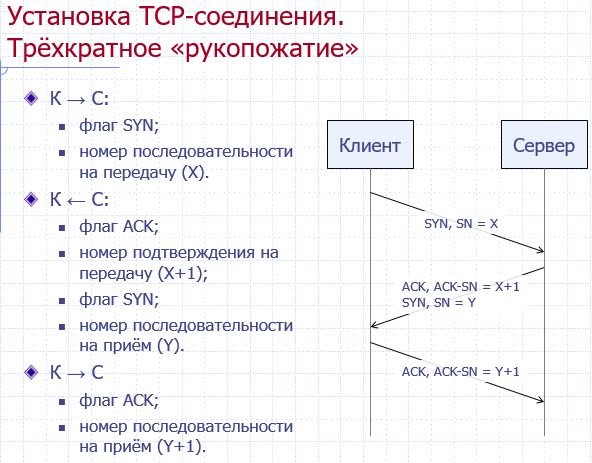 Установка TCP-соединения.
Трёхкратное «рукопожатие»
К → С:
флаг SYN;
номер последовательности
на передачу (X).
К ← С:
флаг ACK;
номер подтверждения на
передачу (X+1);
флаг SYN;
номер последовательности
на приём (Y).
К → С
флаг ACK;
номер последовательности
на приём (Y+1).
Клиент
Сервер
SYN, SN = X
ACK, ACK-SN = X+1
SYN, SN = Y
ACK, ACK-SN = Y+1